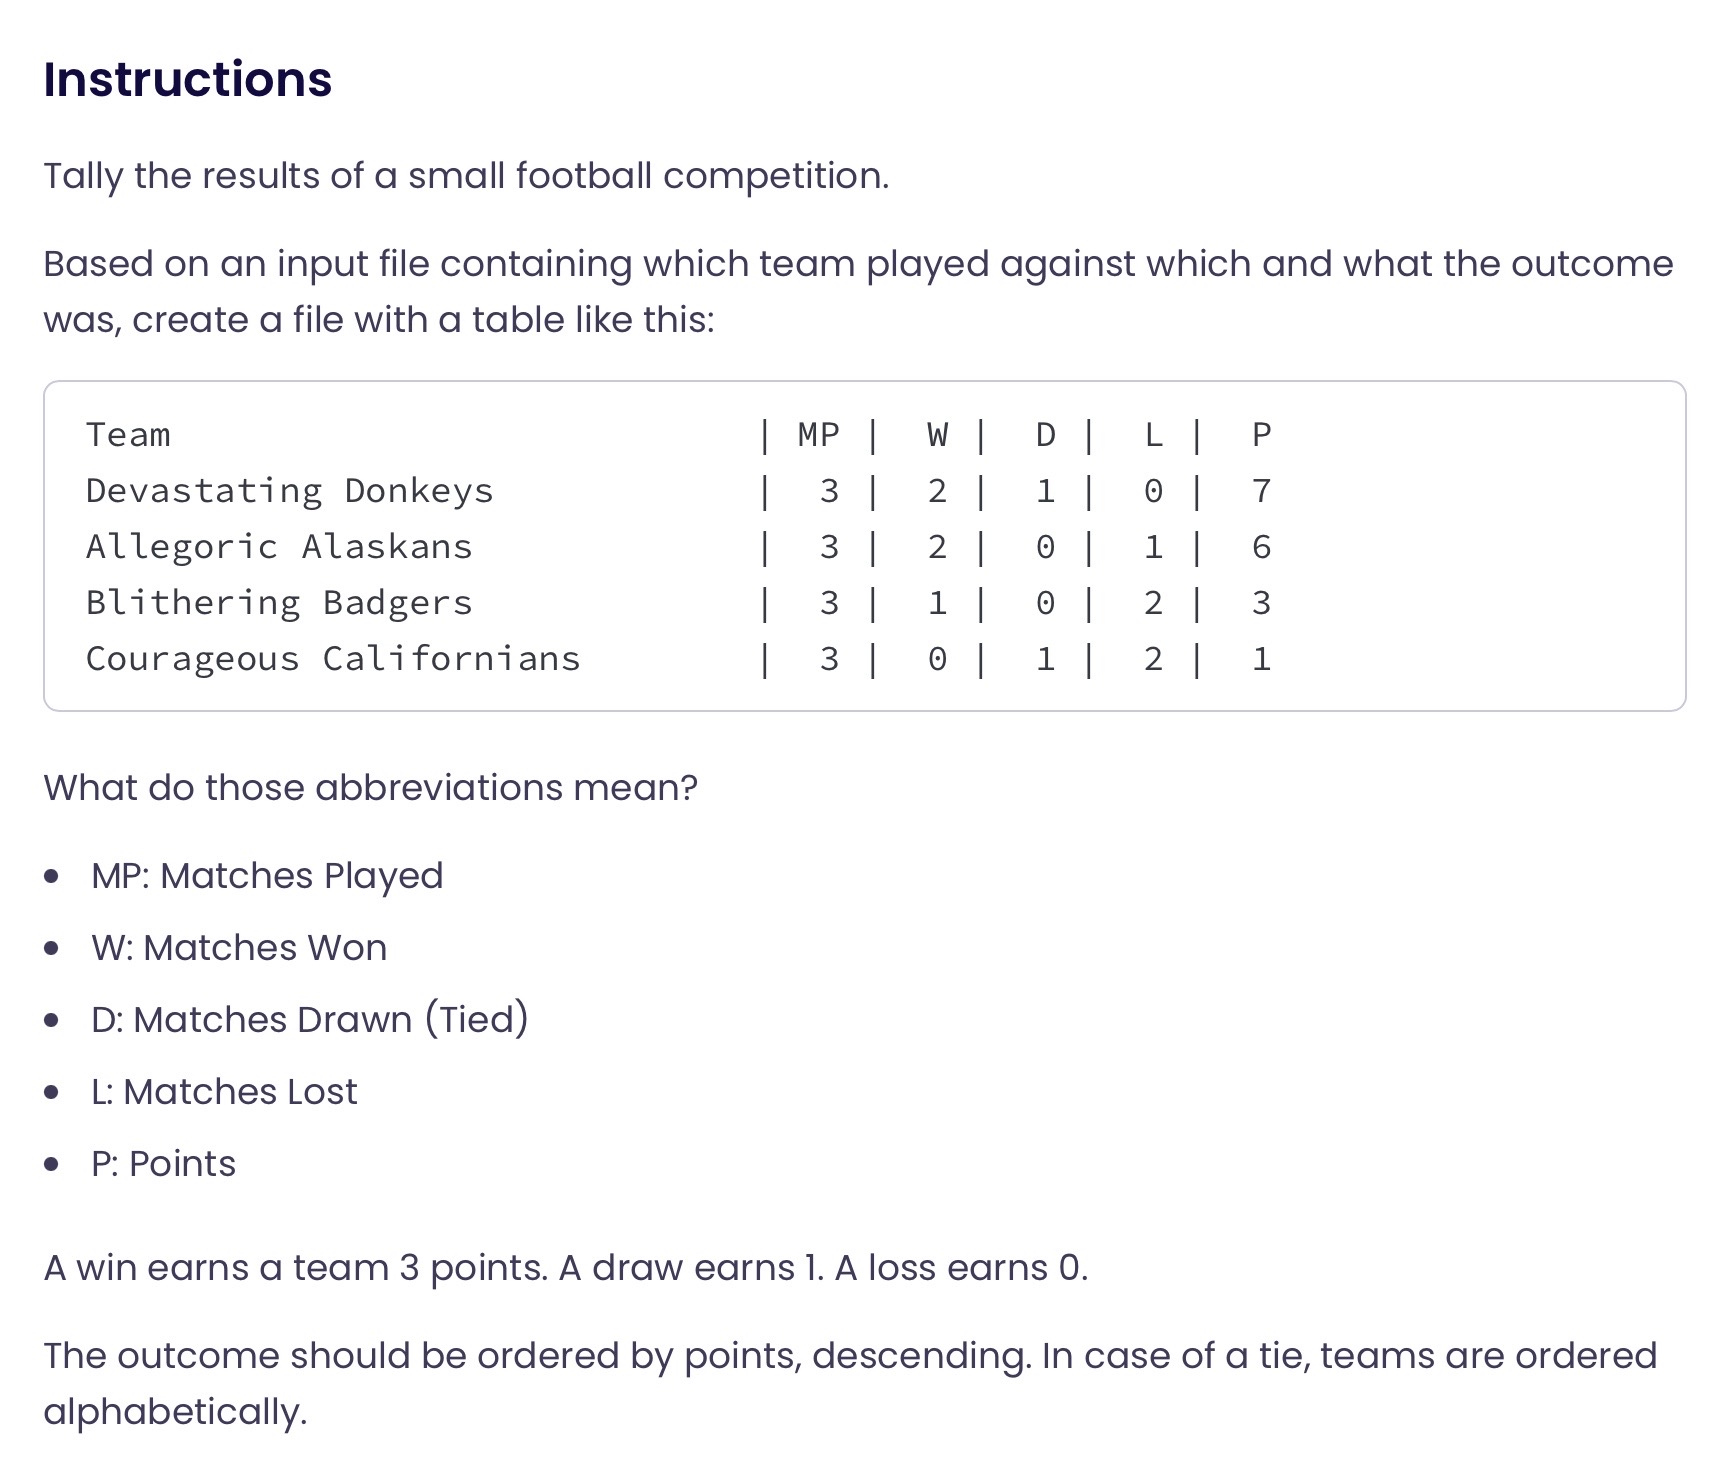 Instructions
Tally the results of a small football competition.
Based on an input file containing which team played against which and what the outcome
was, create a file with a table like this:
Team                           | MP |  W |  D |  L |  P
Devastating Donkeys            |  3 |  2 |  1 |  0 |  7
Allegoric Alaskans             |  3 |  2 |  0 |  1 |  6
Blithering Badgers             |  3 |  1 |  0 |  2 |  3
Courageous Californians        |  3 |  0 |  1 |  2 |  1
What do those abbreviations mean?
• MP: Matches Played
• W: Matches Won
• D: Matches Drawn (Tied)
• L: Matches Lost
• P: Points
A win earns a team 3 points. A draw earns 1. A loss earns 0.
The outcome should be ordered by points, descending. In case of a tie, teams are ordered
alphabetically.